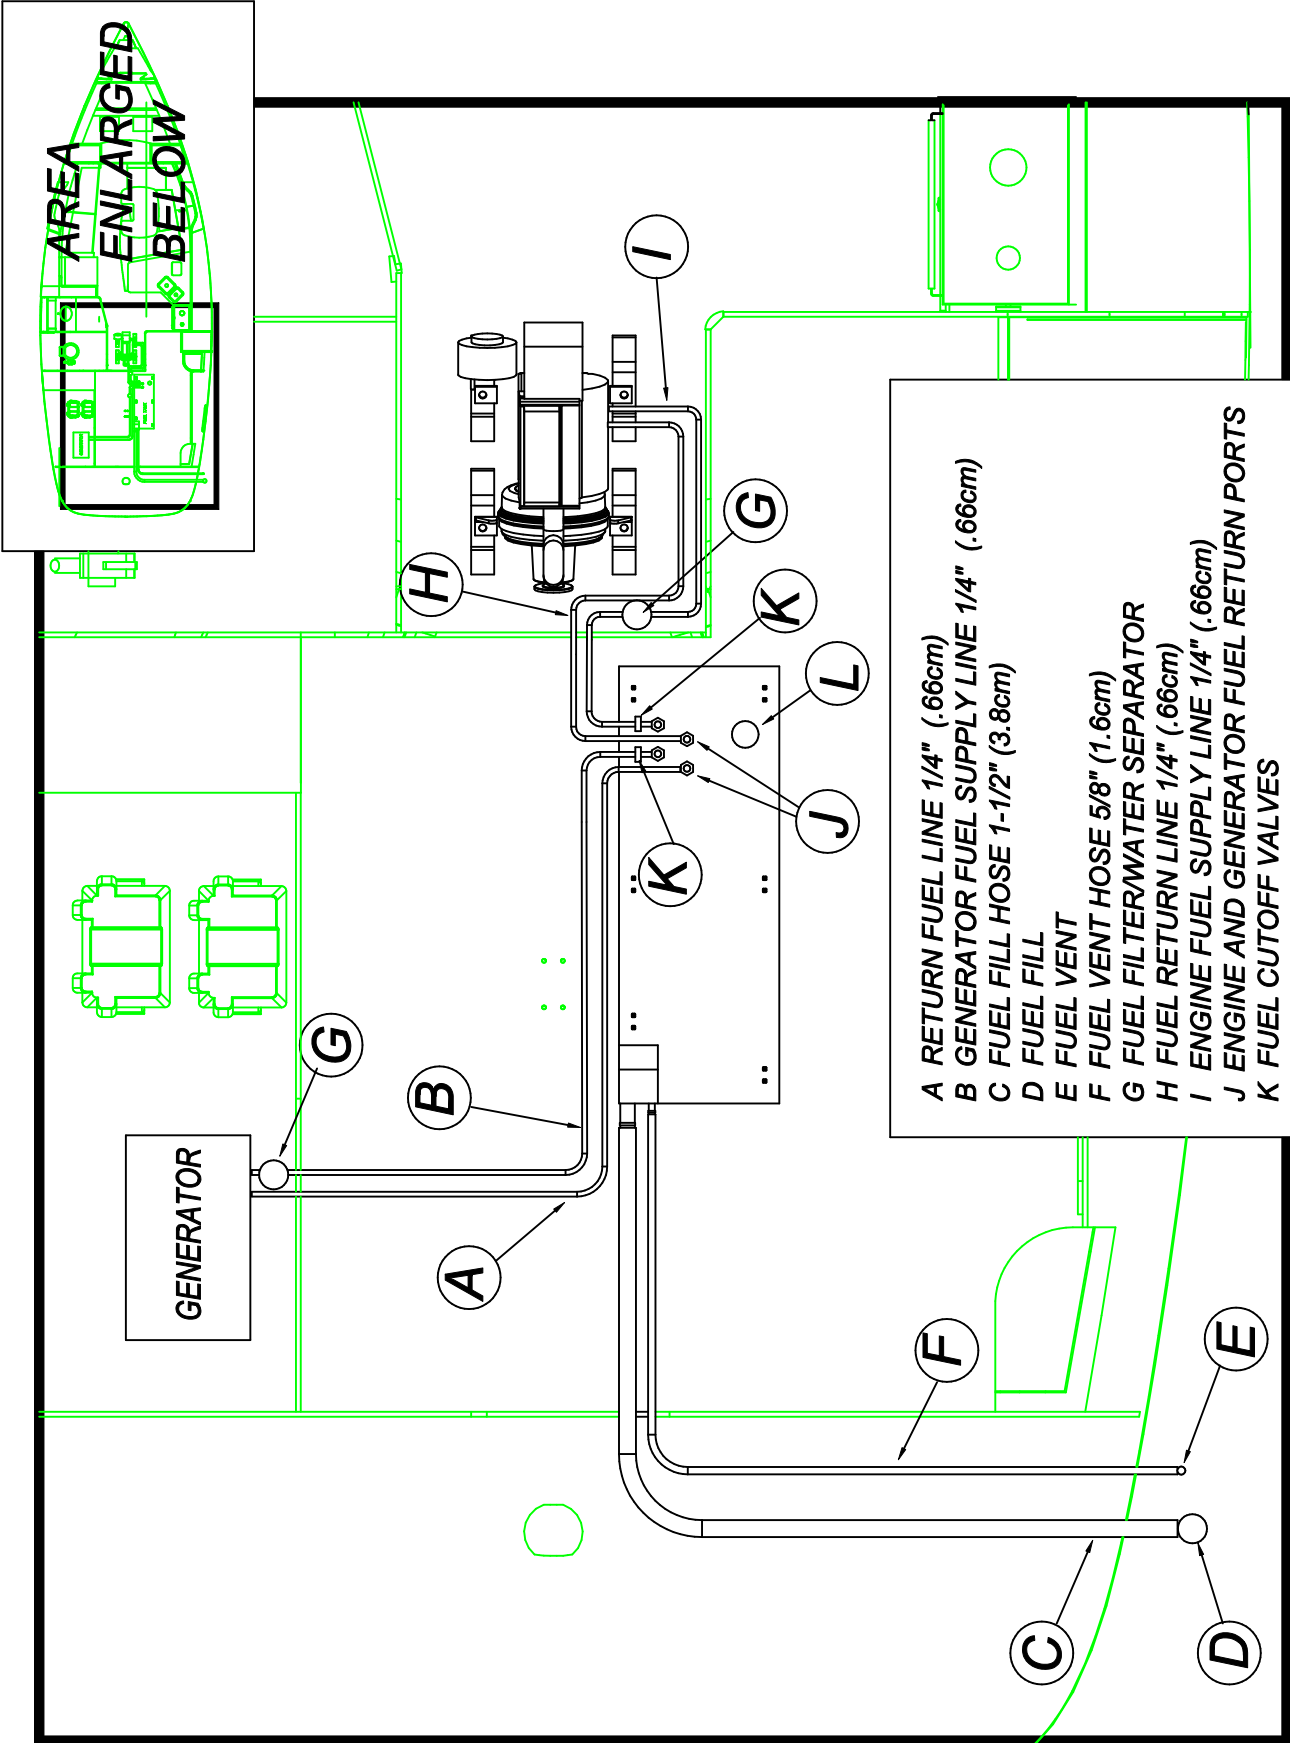 AREA
ENLARGED
BELOW
I
G
H
K
L
J
K
G
B
GENERATOR
A
F
E
C
D
A RETURN FUEL LINE 1/4" (.66cm)
B GENERATOR FUEL SUPPLY LINE 1/4" (.66cm)
C FUEL FILL HOSE 1-1/2" (3.8cm)
D FUEL FILL
E FUEL VENT
F FUEL VENT HOSE 5/8" (1.6cm)
G FUEL FILTER/WATER SEPARATOR
H FUEL RETURN LINE 1/4" (.66cm)
I ENGINE FUEL SUPPLY LINE 1/4" (.66cm)
J ENGINE AND GENERATOR FUEL RETURN PORTS
K FUEL CUTOFF VALVES